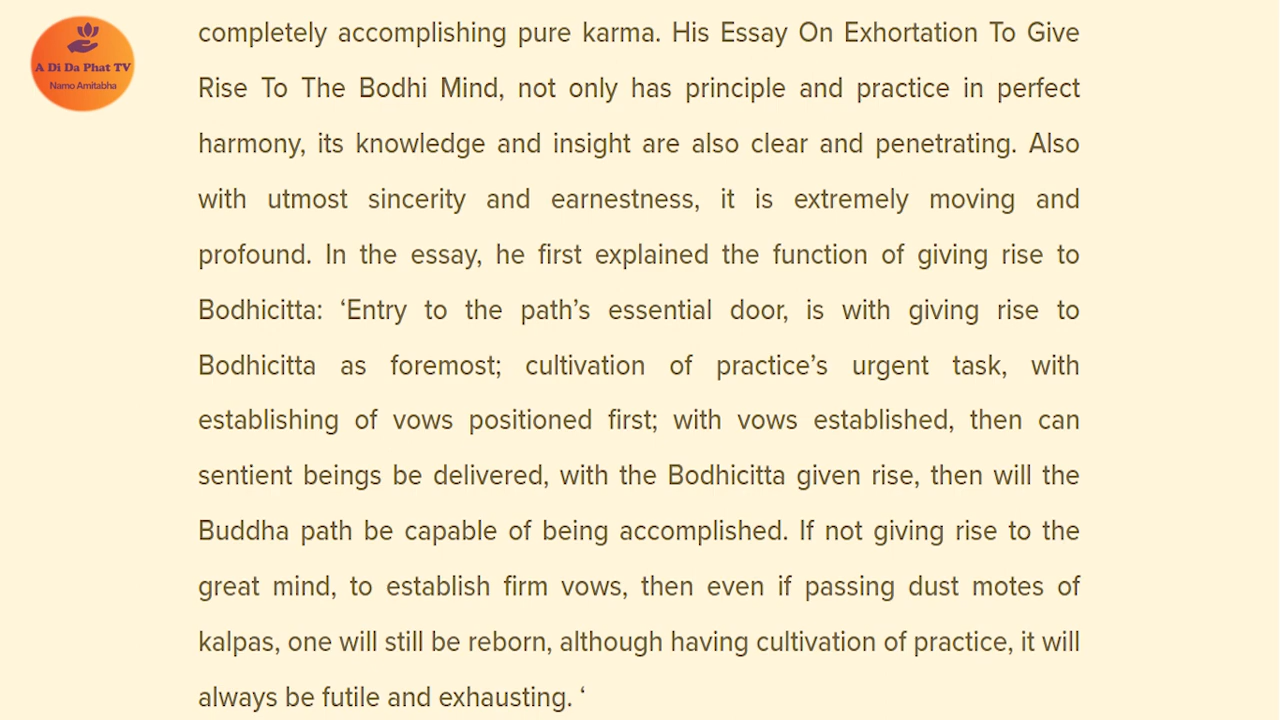 A Di Da Phat TV
Namo Amitabha
completely accomplishing pure karma. His Essay On Exhortation To Give
Rise To The Bodhi Mind, not only has principle and practice in perfect
harmony, its knowledge and insight are also clear and penetrating. Also
with utmost sincerity and earnestness, it is extremely moving and
profound. In the essay, he first explained the function of giving rise to
Bodhicitta: ‘Entry to the path’s essential door, is with giving rise to
Bodhicitta as foremost; cultivation of practice’s urgent task, with
establishing of vows positioned first; with vows established, then can
sentient beings be delivered, with the Bodhicitta given rise, then will the
Buddha path be capable of being accomplished. If not giving rise to the
great mind, to establish firm vows, then even if passing dust motes of
kalpas, one will still be reborn, although having cultivation of practice, it will
always be futile and exhausting. ‘